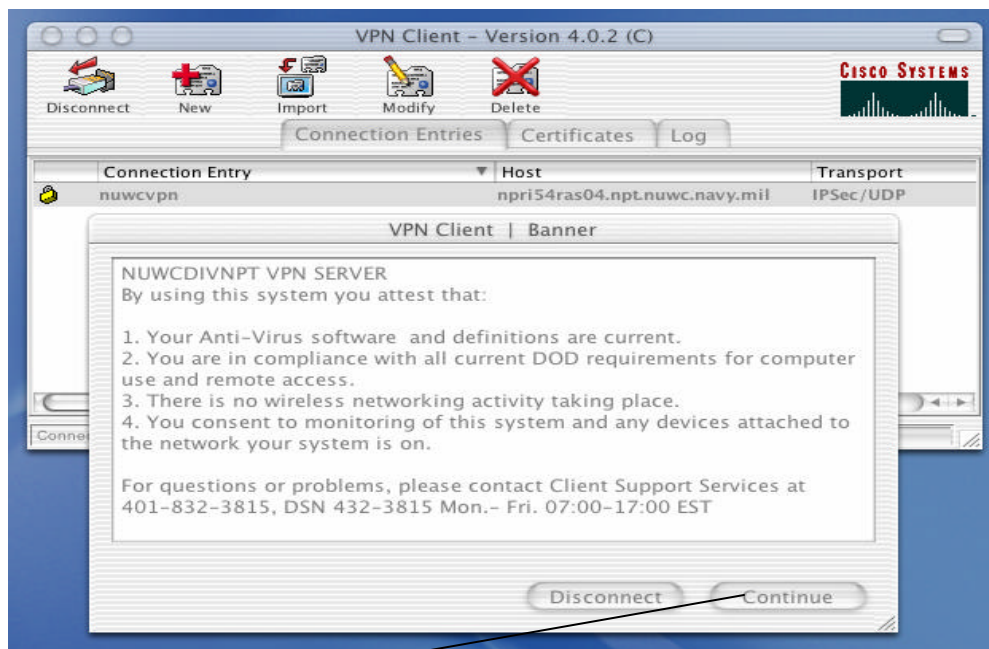 VPN Client – Version 4.0.2 (C)
Disconnect New Import Modify Delete
CISCO SYSTEMS
Connection Entries Certificates Log
Connection Entry Host Transport
nuwcvpn npri54ras04.npt.nuwc.navy.mil IPSec/UDP
VPN Client | Banner
NUWCDIVNPT VPN SERVER
By using this system you attest that:
1. Your Anti-Virus software and definitions are current.
2. You are in compliance with all current DOD requirements for computer
use and remote access.
3. There is no wireless networking activity taking place.
4. You consent to monitoring of this system and any devices attached to
the network your system is on.
For questions or problems, please contact Client Support Services at
401-832-3815, DSN 432-3815 Mon.- Fri. 07:00-17:00 EST
Conne
Disconnect Continue